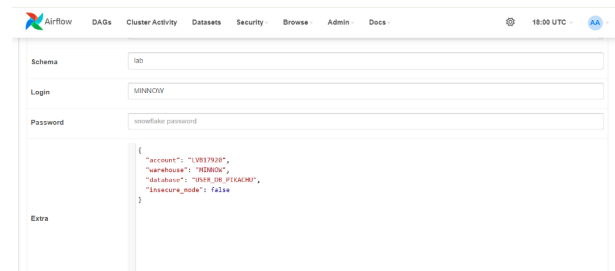 Airflow DAGs Cluster Activity Datasets Security Browse Admin Docs 18:00 UTC AA
Schema lab
Login MINNOW
Password snowflake password
Extra
{
"account": "LVB17920",
"warehouse": "MINNOW",
"database": "USER_DB_PIKACHU",
"insecure_mode": false
}